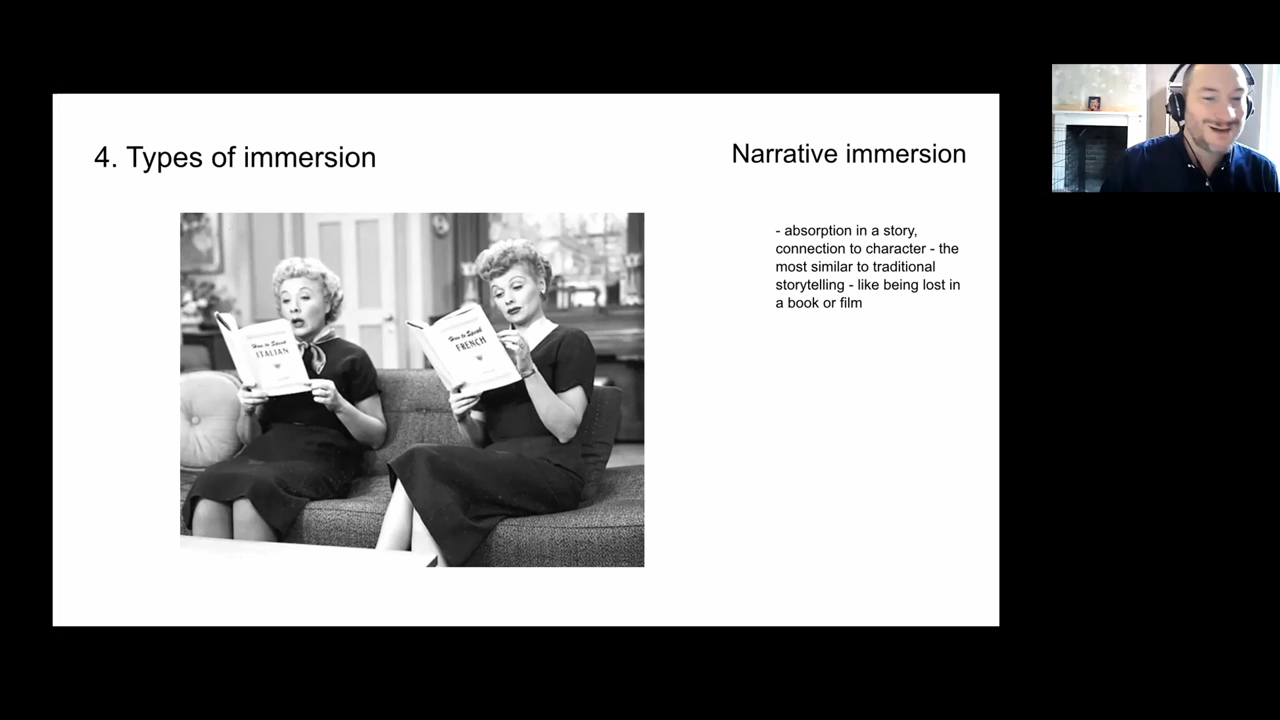 4. Types of immersion
Narrative immersion
- absorption in a story,
connection to character - the
most similar to traditional
storytelling - like being lost in
a book or film
How to Speak
ITALIAN
How to Speak
FRENCH